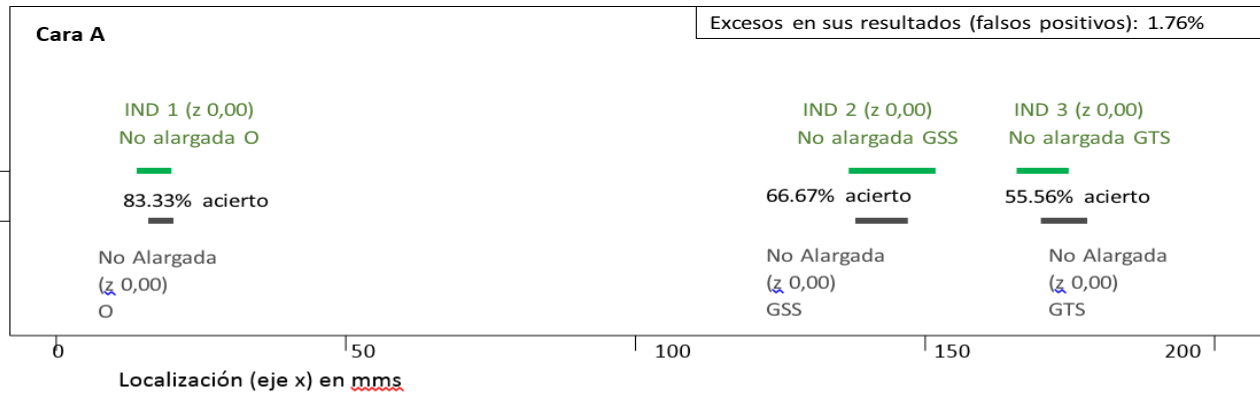 Cara A
Excesos en sus resultados (falsos positivos): 1.76%
IND 1 (z 0,00)
No alargada O
IND 2 (z 0,00)
No alargada GSS
IND 3 (z 0,00)
No alargada GTS
83.33% acierto
66.67% acierto
55.56% acierto
No Alargada
(z 0,00)
O
No Alargada
(z 0,00)
GSS
No Alargada
(z 0,00)
GTS
0
50
100
150
200
Localización (eje x) en mms